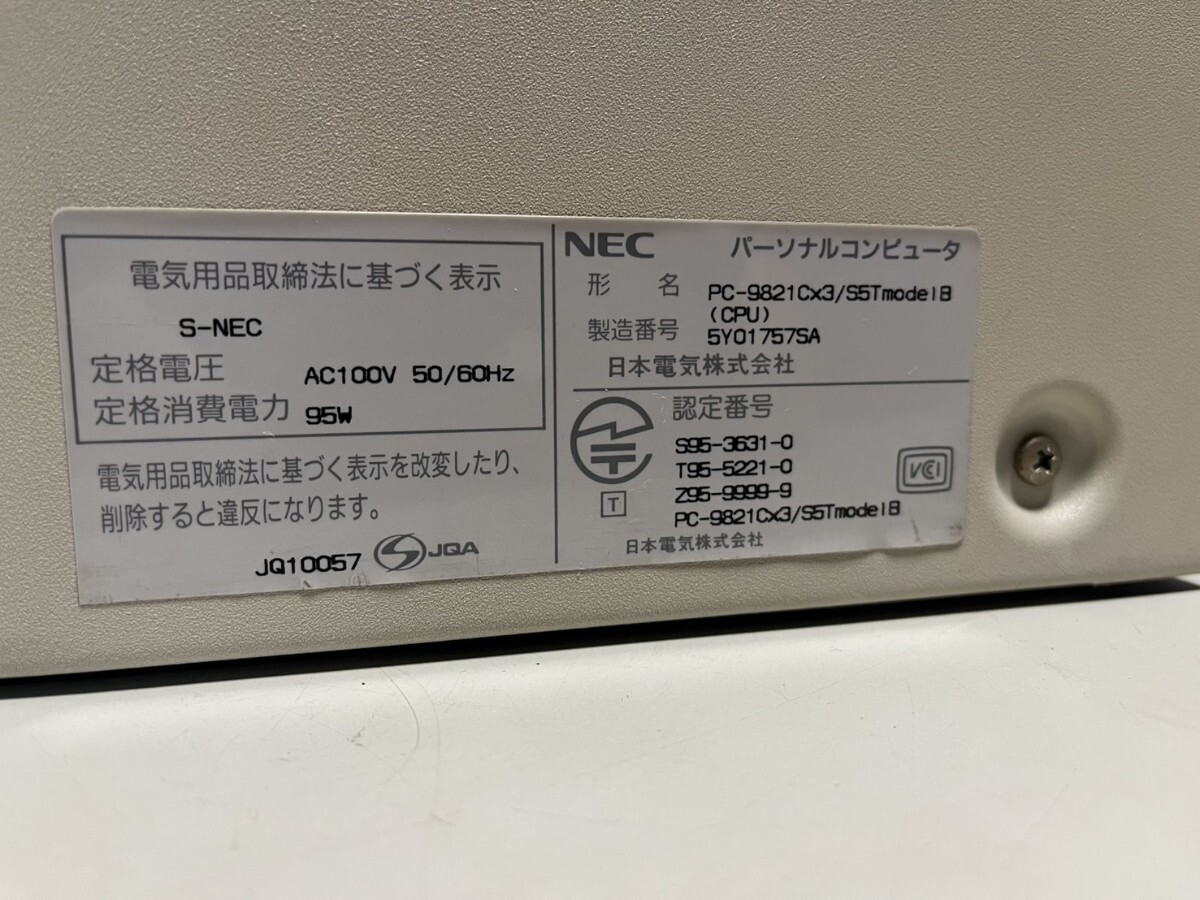 電気用品取締法に基づく表示
S-NEC
定格電圧 AC100V 50/60Hz
定格消費電力 95W
電気用品取締法に基づく表示を改変したり、
削除すると違反になります。
JQ10057 JQA
NEC パーソナルコンピュータ
形名 PC-9821Cx3/S5TmodelB
(CPU)
製造番号 5Y01757SA
日本電気株式会社
認定番号
S95-3631-0
T95-5221-0
Z95-9999-9
T
PC-9821Cx3/S5TmodelB
VCCI
日本電気株式会社